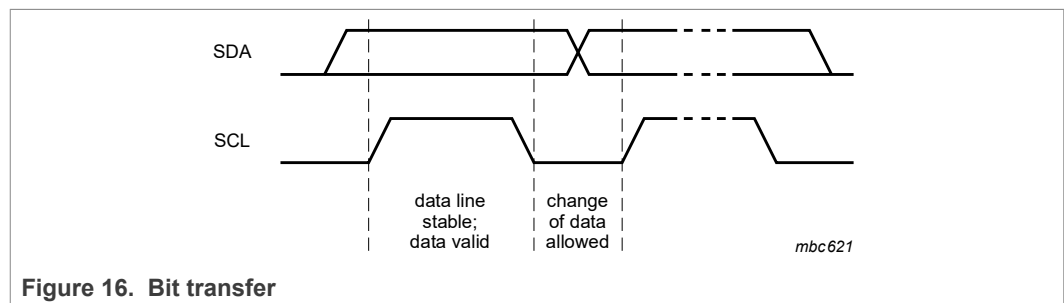 SDA
SCL
data line
stable;
data valid
change
of data
allowed
mbc621
Figure 16. Bit transfer